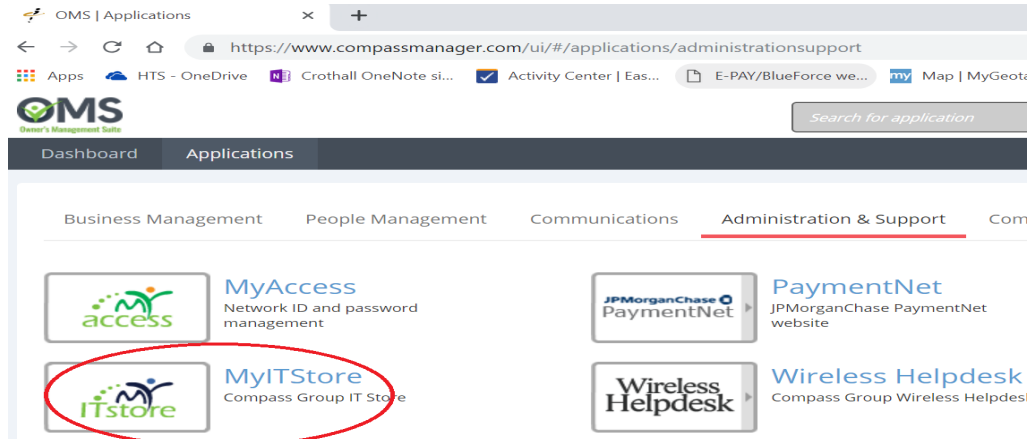 OMS | Applications
https://www.compassmanager.com/ui/#/applications/administrationsupport
Apps HTS - OneDrive Crothall OneNote si... Activity Center | Eas... E-PAY/BlueForce we... my Map | MyGeota
OMS
Owner's Management Suite
Search for application
Dashboard Applications
Business Management People Management Communications Administration & Support Com
My access
MyAccess
Network ID and password
management
JPMorganChase
PaymentNet
PaymentNet
JPMorganChase PaymentNet
website
My ITstore
MyITStore
Compass Group IT Store
Wireless
Helpdesk
Wireless Helpdesk
Compass Group Wireless Helpdesk